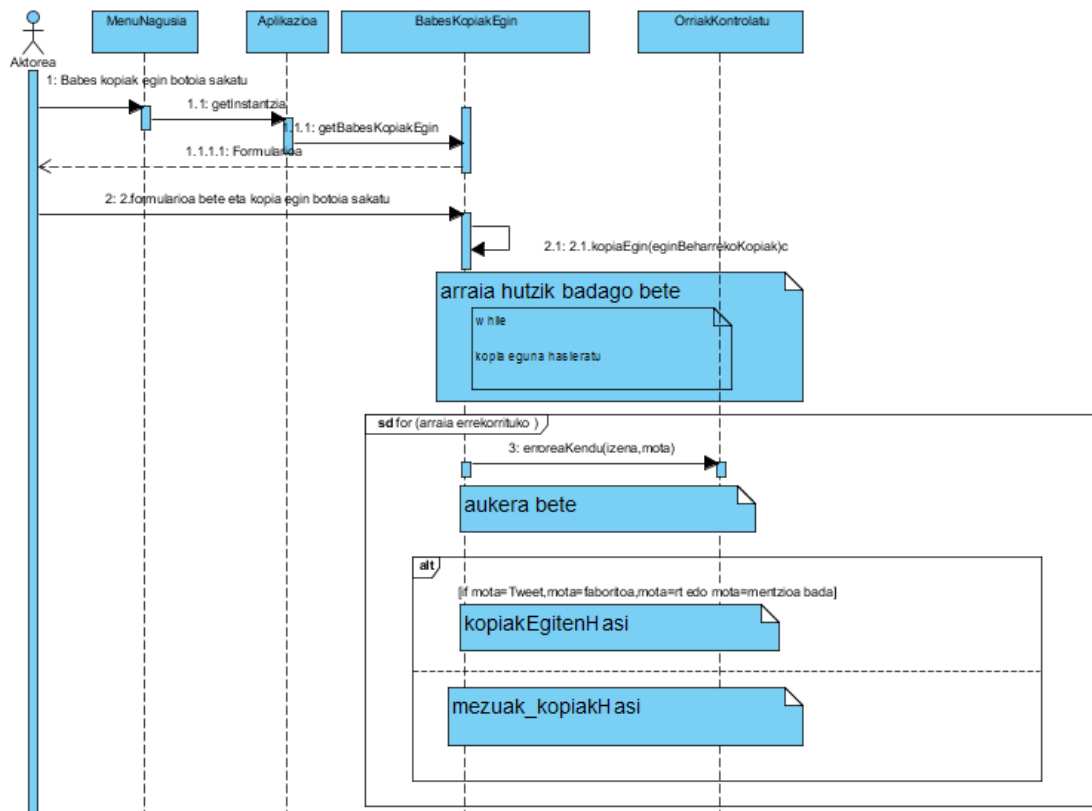 MenuNagusia
Aplikazioa
BabesKopiakEgin
OrriakKontrolatu
Aktorea
1: Babes kopiak egin botoia sakatu
1.1: getInstantzia
1.1.1: getBabesKopiakEgin
1.1.1.1: Formularioa
2: 2.formularioa bete eta kopia egin botoia sakatu
2.1: 2.1.kopiaEgin(eginBeharrekoKopiak)c
arraia hutzik badago bete
while
kopia eguna hasieratu
sd for (arraia errekorrituko )
3: erroreaKendu(izena,mota)
aukera bete
alt
[if mota=Tweet,mota=faboritoa,mota=rt edo mota=mentzioa bada]
kopiakEgitenHasi
mezuak_kopiakHasi